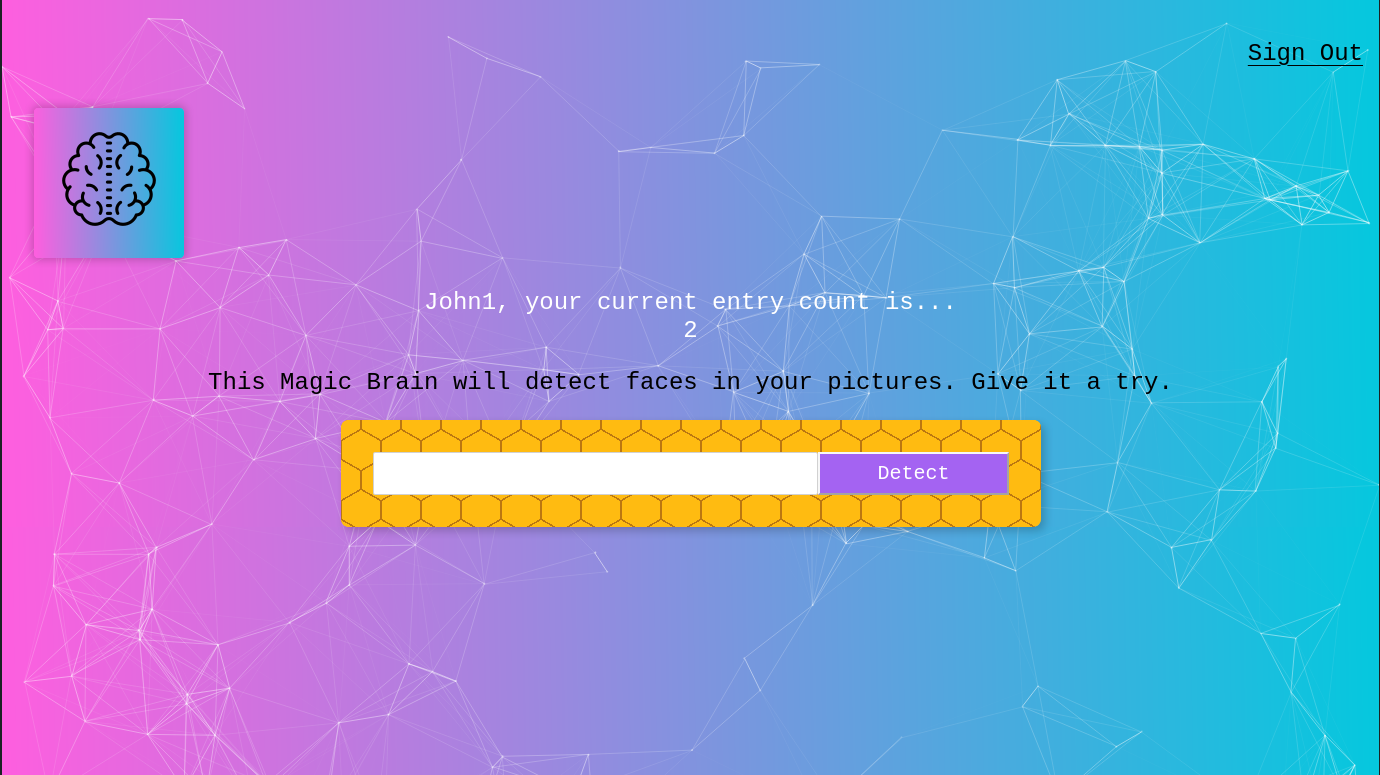 Sign Out
John1, your current entry count is...
2
This Magic Brain will detect faces in your pictures. Give it a try.
Detect